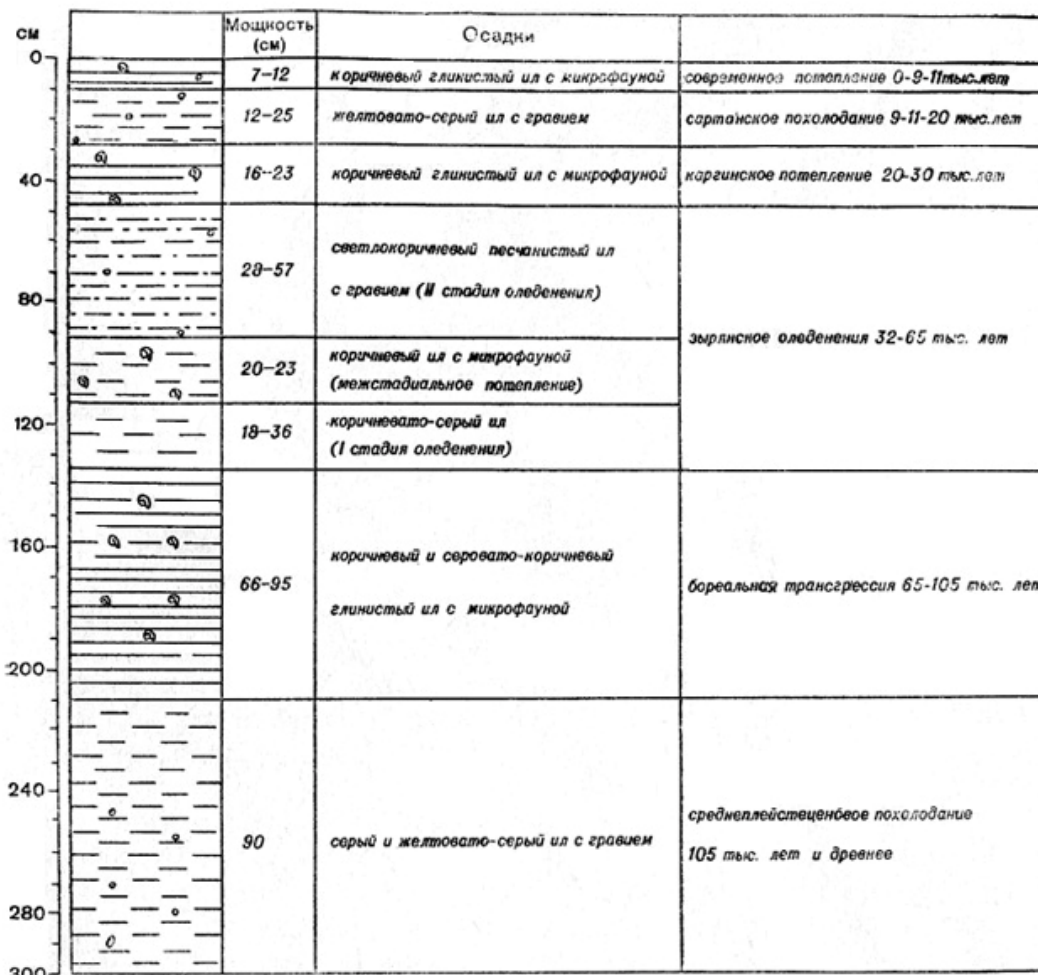 см
Мощность
(см)
Осадки
0
7-12
коричневый глинистый ил с микрофауной
современное потепление 0-9-11тыс.лет
12-25
желтовато-серый ил с гравием
сартанское похолодание 9-11-20 тыс.лет
40
16-23
коричневый глинистый ил с микрофауной
каргинское потепление 20-30 тыс.лет
80
28-57
светлокоричневый песчанистый ил
с гравием (II стадия оледенения)
зырянское оледенения 32-65 тыс. лет
20-23
коричневый ил с микрофауной
(межстадиальное потепление)
120
18-36
коричневато-серый ил
(I стадия оледенения)
160
66-95
коричневый и серовато-коричневый
глинистый ил с микрофауной
бореальная трансгрессия 65-105 тыс. лет
200
240
90
серый и желтовато-серый ил с гравием
среднеплейстеценовое похолодание
105 тыс. лет и древнее
280
300